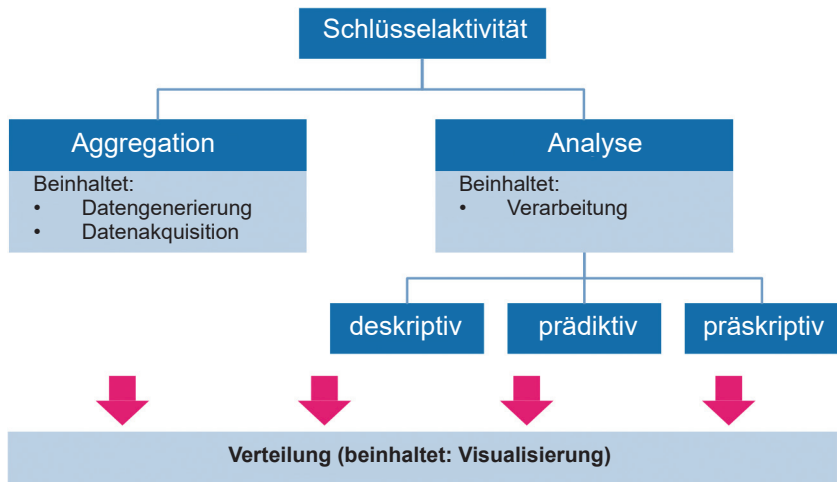 Schlüsselaktivität
Aggregation
Beinhaltet:
• Datengenerierung
• Datenakquisition
Analyse
Beinhaltet:
• Verarbeitung
deskriptiv
prädiktiv
präskriptiv
Verteilung (beinhaltet: Visualisierung)